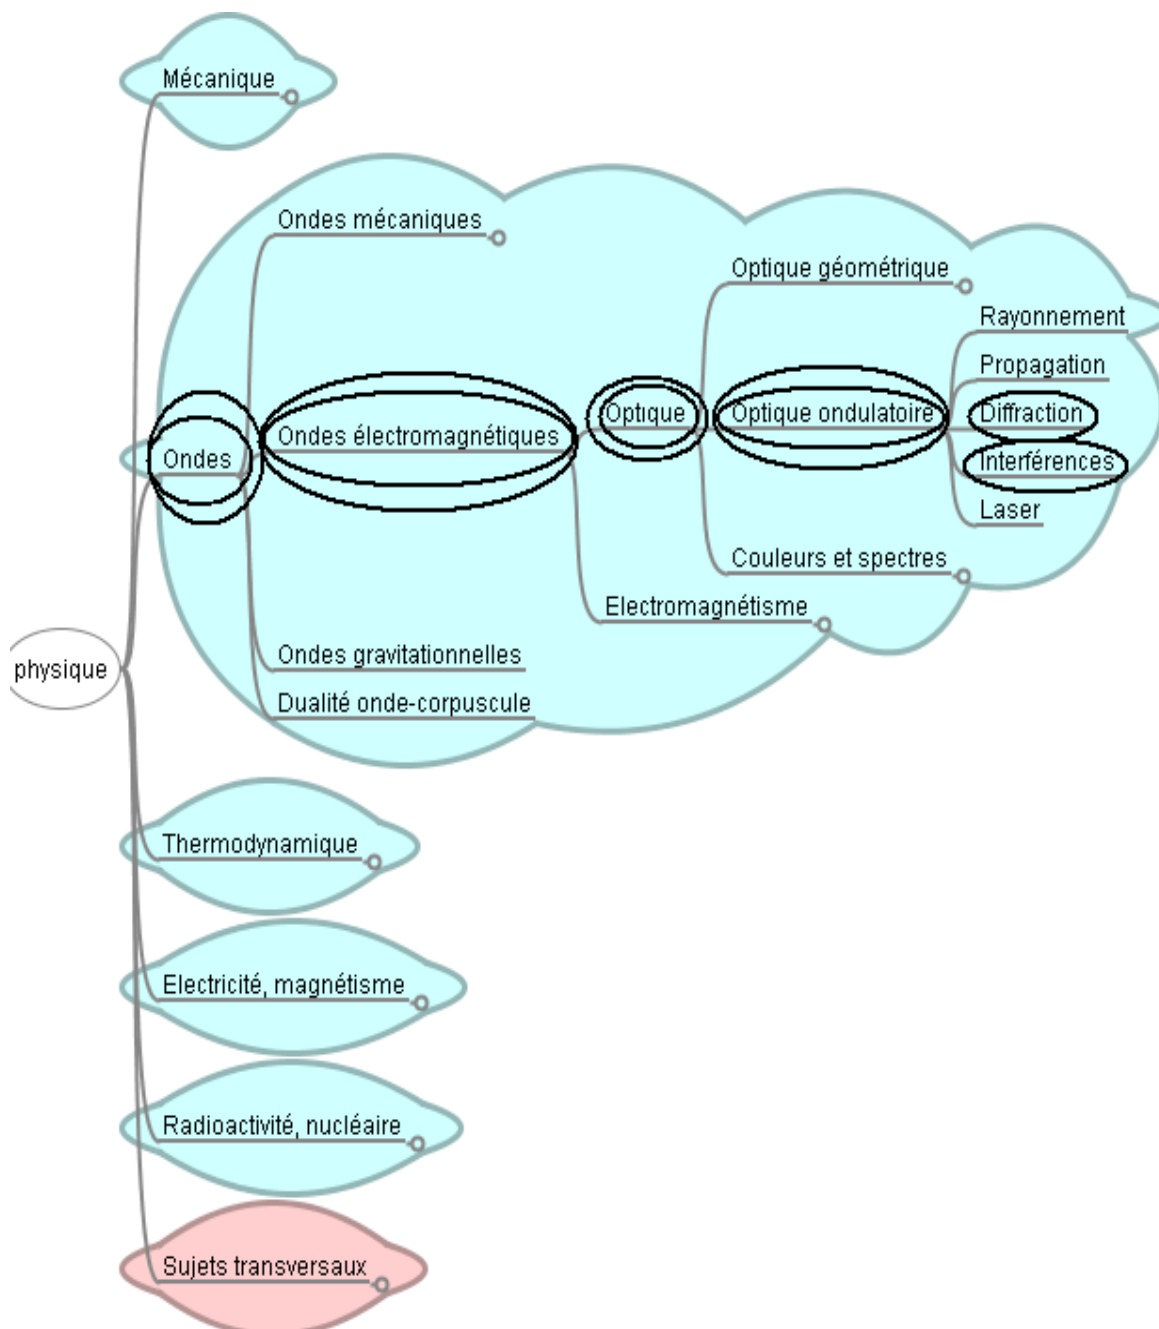 Mécanique
Ondes mécaniques
Optique géométrique
Rayonnement
Propagation
Optique
Optique ondulatoire
Diffraction
Ondes électromagnétiques
Ondes
Interférences
Laser
Couleurs et spectres
Electromagnétisme
Ondes gravitationnelles
physique
Dualité onde-corpuscule
Thermodynamique
Electricité, magnétisme
Radioactivité, nucléaire
Sujets transversaux